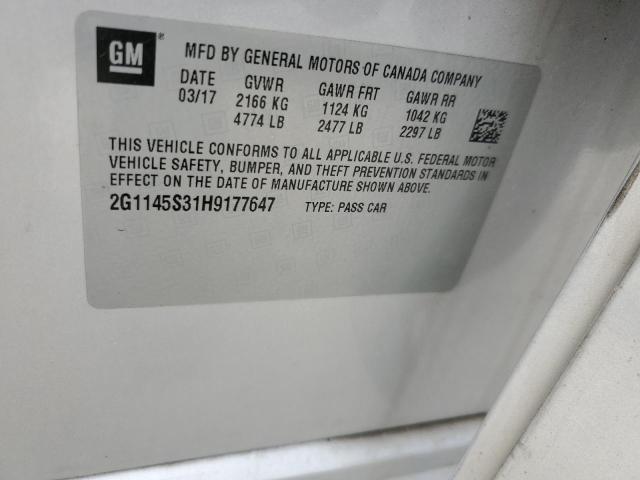 GM ®
MFD BY GENERAL MOTORS OF CANADA COMPANY
DATE GVWR GAWR FRT GAWR RR
03/17 2166 KG 1124 KG 1042 KG
4774 LB 2477 LB 2297 LB
THIS VEHICLE CONFORMS TO ALL APPLICABLE U.S. FEDERAL MOTOR
VEHICLE SAFETY, BUMPER, AND THEFT PREVENTION STANDARDS IN
EFFECT ON THE DATE OF MANUFACTURE SHOWN ABOVE.
2G1145S31H9177647 TYPE: PASS CAR